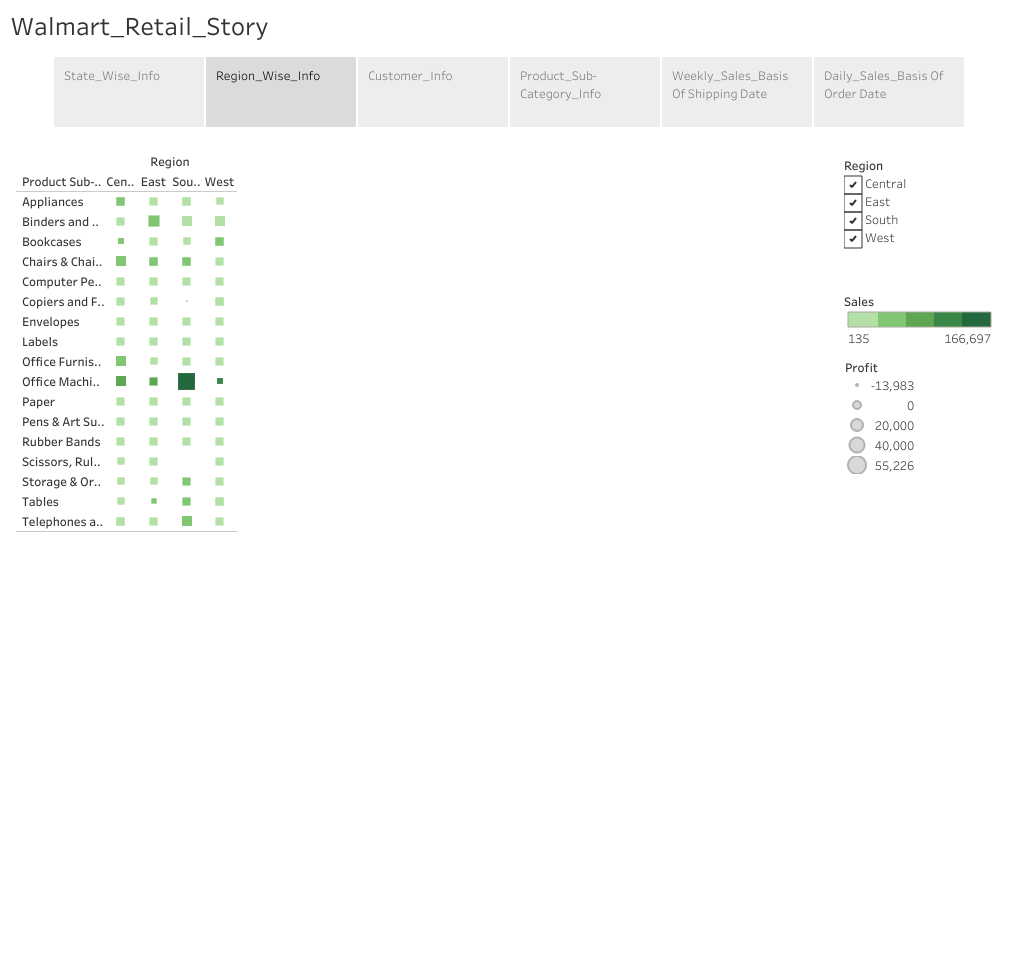 Walmart_Retail_Story
State_Wise_Info
Region_Wise_Info
Customer_Info
Product_Sub-
Category_Info
Weekly_Sales_Basis
Of Shipping Date
Daily_Sales_Basis Of
Order Date
Region
Product Sub-.. Cen.. East Sou.. West
Appliances
Binders and ..
Bookcases
Chairs & Chai..
Computer Pe..
Copiers and F..
Envelopes
Labels
Office Furnis..
Office Machi..
Paper
Pens & Art Su..
Rubber Bands
Scissors, Rul..
Storage & Or..
Tables
Telephones a..
Region
Central
East
South
West
Sales
135 166,697
Profit
-13,983
0
20,000
40,000
55,226